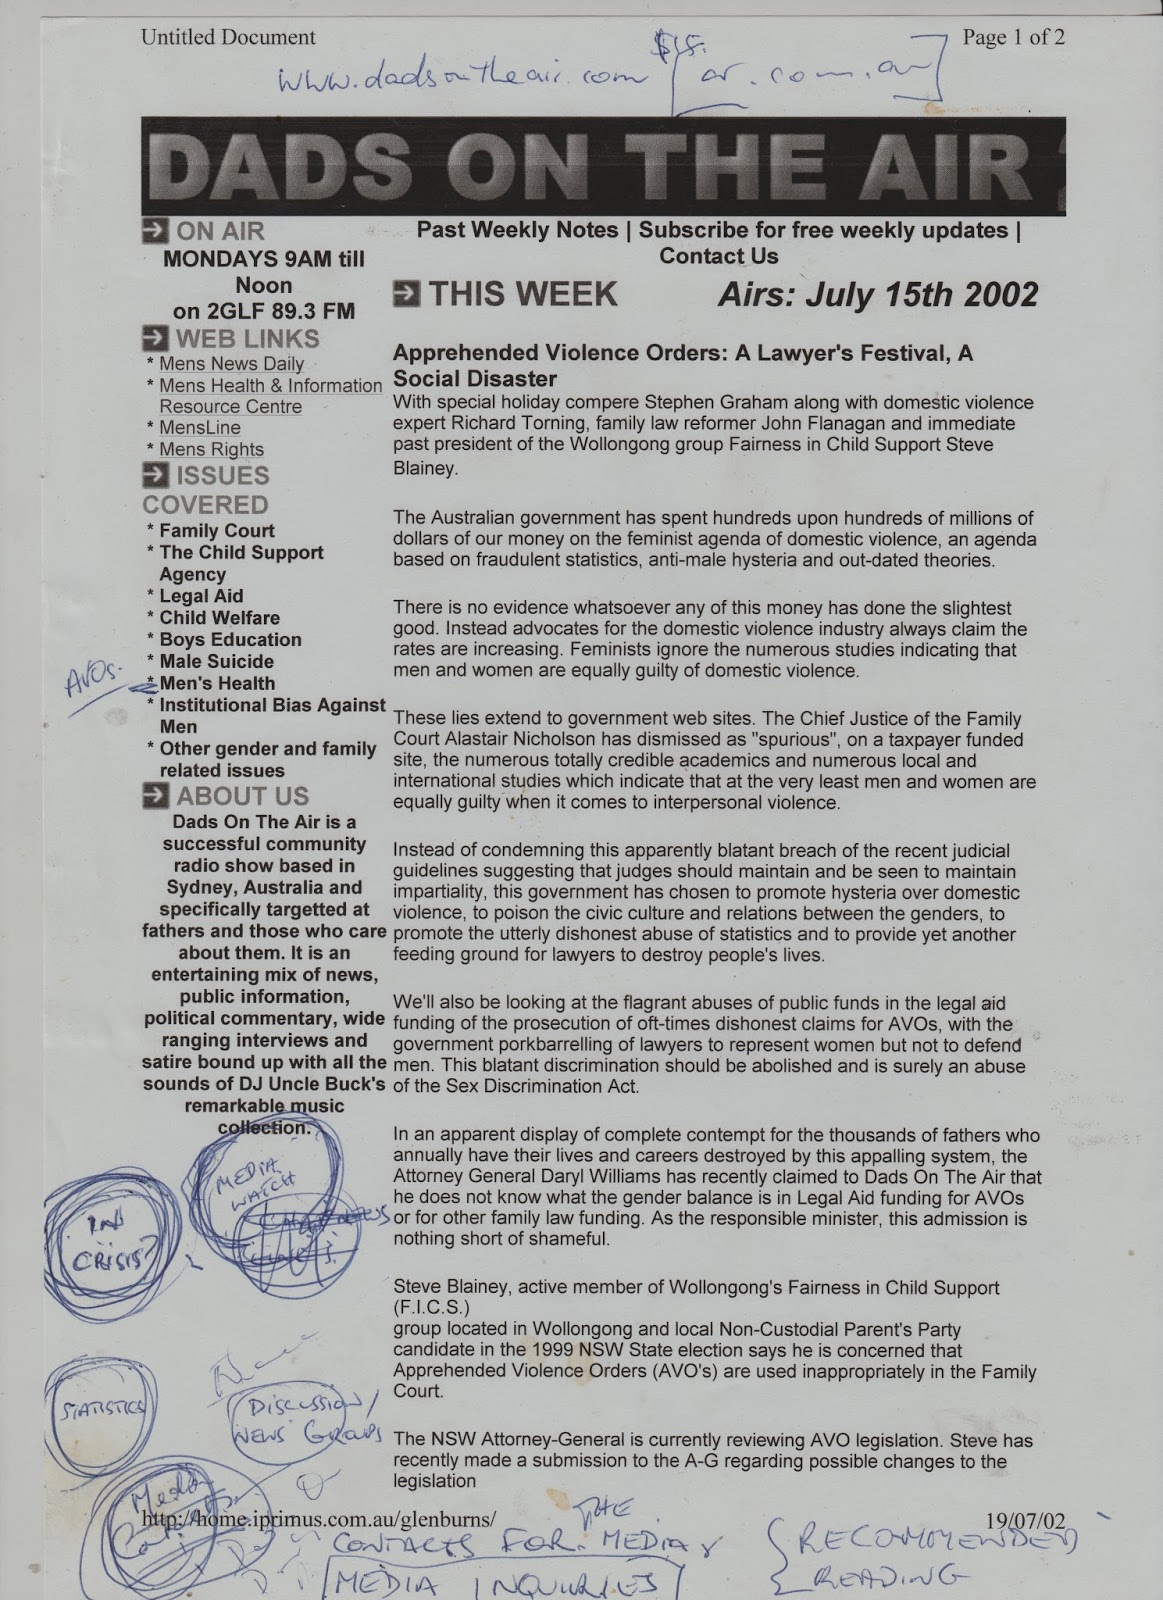 Untitled Document
Page 1 of 2
www.dadsontheair.com
$15.
or .com.au
DADS ON THE AIR
ON AIR
MONDAYS 9AM till
Noon
on 2GLF 89.3 FM
WEB LINKS
* Mens News Daily
* Mens Health & Information
Resource Centre
* MensLine
* Mens Rights
ISSUES
COVERED
* Family Court
* The Child Support
Agency
* Legal Aid
* Child Welfare
* Boys Education
* Male Suicide
AVOs.
* Men's Health
* Institutional Bias Against
Men
* Other gender and family
related issues
ABOUT US
Dads On The Air is a
successful community
radio show based in
Sydney, Australia and
specifically targetted at
fathers and those who care
about them. It is an
entertaining mix of news,
public information,
political commentary, wide
ranging interviews and
satire bound up with all the
sounds of DJ Uncle Buck's
remarkable music
collection.
Past Weekly Notes | Subscribe for free weekly updates |
Contact Us
THIS WEEK
Airs: July 15th 2002
Apprehended Violence Orders: A Lawyer's Festival, A
Social Disaster
With special holiday compere Stephen Graham along with domestic violence
expert Richard Torning, family law reformer John Flanagan and immediate
past president of the Wollongong group Fairness in Child Support Steve
Blainey.
The Australian government has spent hundreds upon hundreds of millions of
dollars of our money on the feminist agenda of domestic violence, an agenda
based on fraudulent statistics, anti-male hysteria and out-dated theories.
There is no evidence whatsoever any of this money has done the slightest
good. Instead advocates for the domestic violence industry always claim the
rates are increasing. Feminists ignore the numerous studies indicating that
men and women are equally guilty of domestic violence.
These lies extend to government web sites. The Chief Justice of the Family
Court Alastair Nicholson has dismissed as "spurious", on a taxpayer funded
site, the numerous totally credible academics and numerous local and
international studies which indicate that at the very least men and women are
equally guilty when it comes to interpersonal violence.
Instead of condemning this apparently blatant breach of the recent judicial
guidelines suggesting that judges should maintain and be seen to maintain
impartiality, this government has chosen to promote hysteria over domestic
violence, to poison the civic culture and relations between the genders, to
promote the utterly dishonest abuse of statistics and to provide yet another
feeding ground for lawyers to destroy people's lives.
We'll also be looking at the flagrant abuses of public funds in the legal aid
funding of the prosecution of oft-times dishonest claims for AVOs, with the
government porkbarrelling of lawyers to represent women but not to defend
men. This blatant discrimination should be abolished and is surely an abuse
of the Sex Discrimination Act.
In an apparent display of complete contempt for the thousands of fathers who
annually have their lives and careers destroyed by this appalling system, the
Attorney General Daryl Williams has recently claimed to Dads On The Air that
he does not know what the gender balance is in Legal Aid funding for AVOs
or for other family law funding. As the responsible minister, this admission is
nothing short of shameful.
Steve Blainey, active member of Wollongong's Fairness in Child Support
(F.I.C.S.)
group located in Wollongong and local Non-Custodial Parent's Party
candidate in the 1999 NSW State election says he is concerned that
Apprehended Violence Orders (AVO's) are used inappropriately in the Family
Court.
The NSW Attorney-General is currently reviewing AVO legislation. Steve has
recently made a submission to the A-G regarding possible changes to the
legislation
MEDIA
WATCH
IN
CRISIS?
STATISTICS
DISCUSSION/
NEWS GROUPS
Media
http://home.iprimus.com.au/glenburns/
19/07/02
THE
CONTACTS FOR MEDIA
MEDIA INQUIRIES
RECOMMENDED
READING